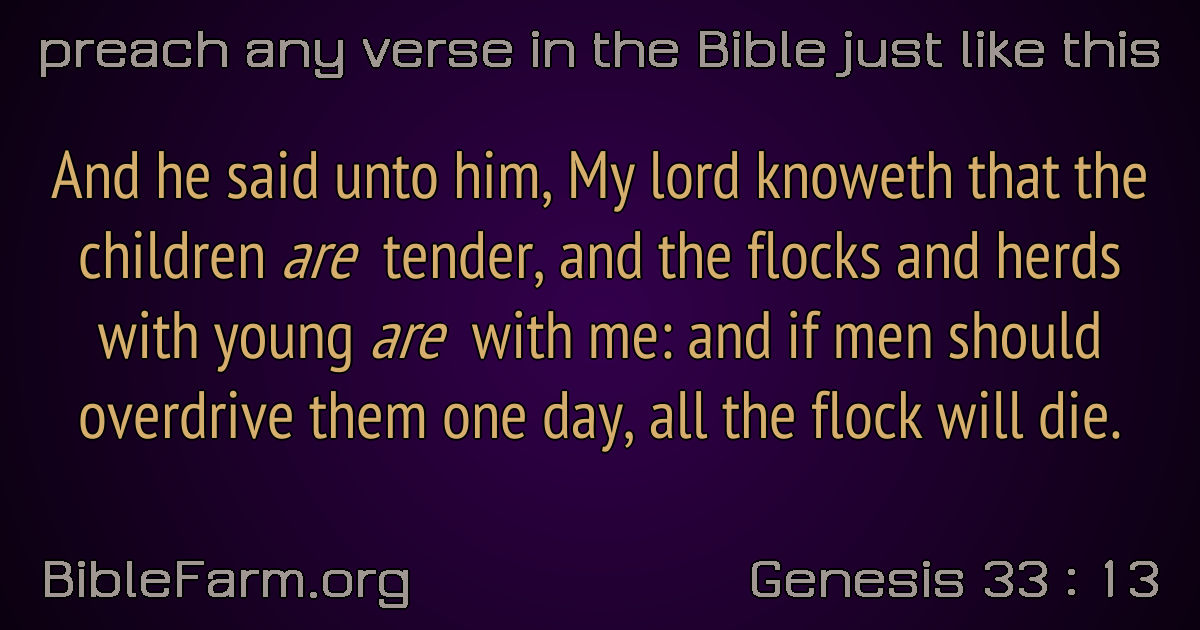 preach any verse in the Bible just like this
And he said unto him, My lord knoweth that the
children are tender, and the flocks and herds
with young are with me: and if men should
overdrive them one day, all the flock will die.
BibleFarm.org
Genesis 33 : 13